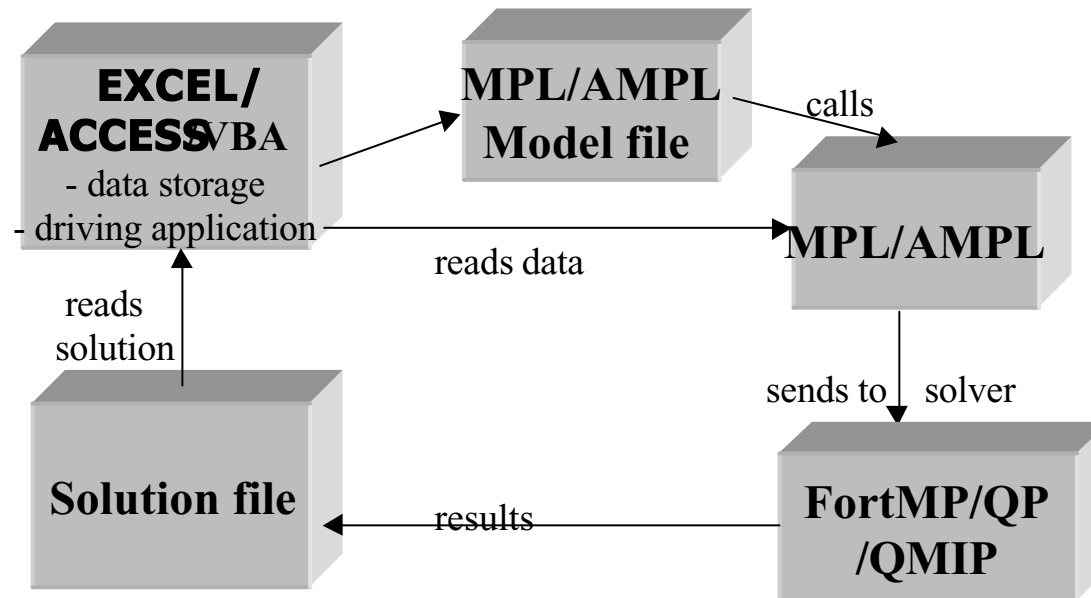 EXCEL/
ACCESS/VBA
- data storage
- driving application
MPL/AMPL
Model file
calls
MPL/AMPL
reads data
reads
solution
sends to solver
Solution file
results
FortMP/QP
/QMIP